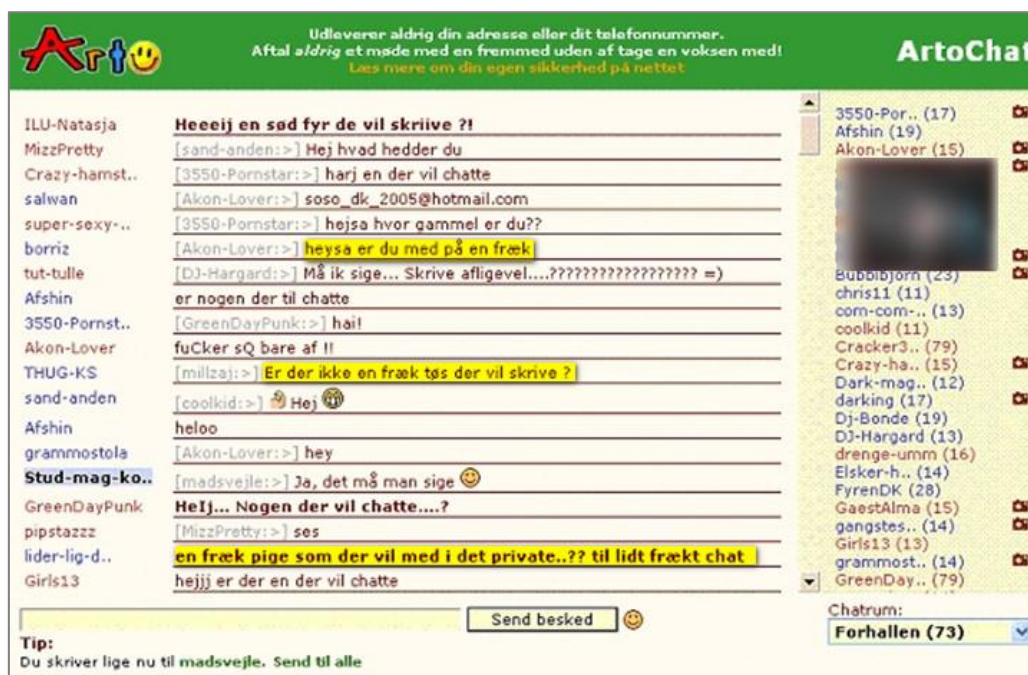 Arto
Udleverer aldrig din adresse eller dit telefonnummer.
Aftal aldrig et møde med en fremmed uden af tage en voksen med!
Læs mere om din egen sikkerhed på nettet
ArtoChat
ILU-Natasja Heeeij en sød fyr de vil skriive ?!
MizzPretty [sand-anden:>] Hej hvad hedder du
Crazy-hamst.. [3550-Pornstar:>] harj en der vil chatte
salwan [Akon-Lover:>] soso_dk_2005@hotmail.com
super-sexy-.. [3550-Pornstar:>] hejsa hvor gammel er du??
borriz [Akon-Lover:>] heysa er du med på en fræk
tut-tulle [DJ-Hargard:>] Må ik sige... Skrive afligevel....?????????????????? =)
Afshin er nogen der til chatte
3550-Pornst.. [GreenDayPunk:>] hai!
Akon-Lover fuCker sQ bare af !!
THUG-KS [millzaj:>] Er der ikke en fræk tøs der vil skrive ?
sand-anden [coolkid:>] Hej
Afshin heloo
grammostola [Akon-Lover:>] hey
Stud-mag-ko.. [madsvejle:>] Ja, det må man sige
GreenDayPunk HeIj... Nogen der vil chatte....?
pipstazzz [MizzPretty:>] ses
lider-lig-d.. en fræk pige som der vil med i det private..?? til lidt frækt chat
Girls13 hejjj er der en der vil chatte
3550-Por.. (17)
Afshin (19)
Akon-Lover (15)
Bubbibjorn (23)
chris11 (11)
com-com-.. (13)
coolkid (11)
Cracker3.. (79)
Crazy-ha.. (15)
Dark-mag.. (12)
darking (17)
Dj-Bonde (19)
DJ-Hargard (13)
drenge-umm (16)
Elsker-h.. (14)
FyrenDK (28)
GaestAlma (15)
gangstes.. (14)
Girls13 (13)
grammost.. (14)
GreenDay.. (79)
Send besked
Chatrum:
Forhallen (73)
Tip:
Du skriver lige nu til madsvejle. Send til alle